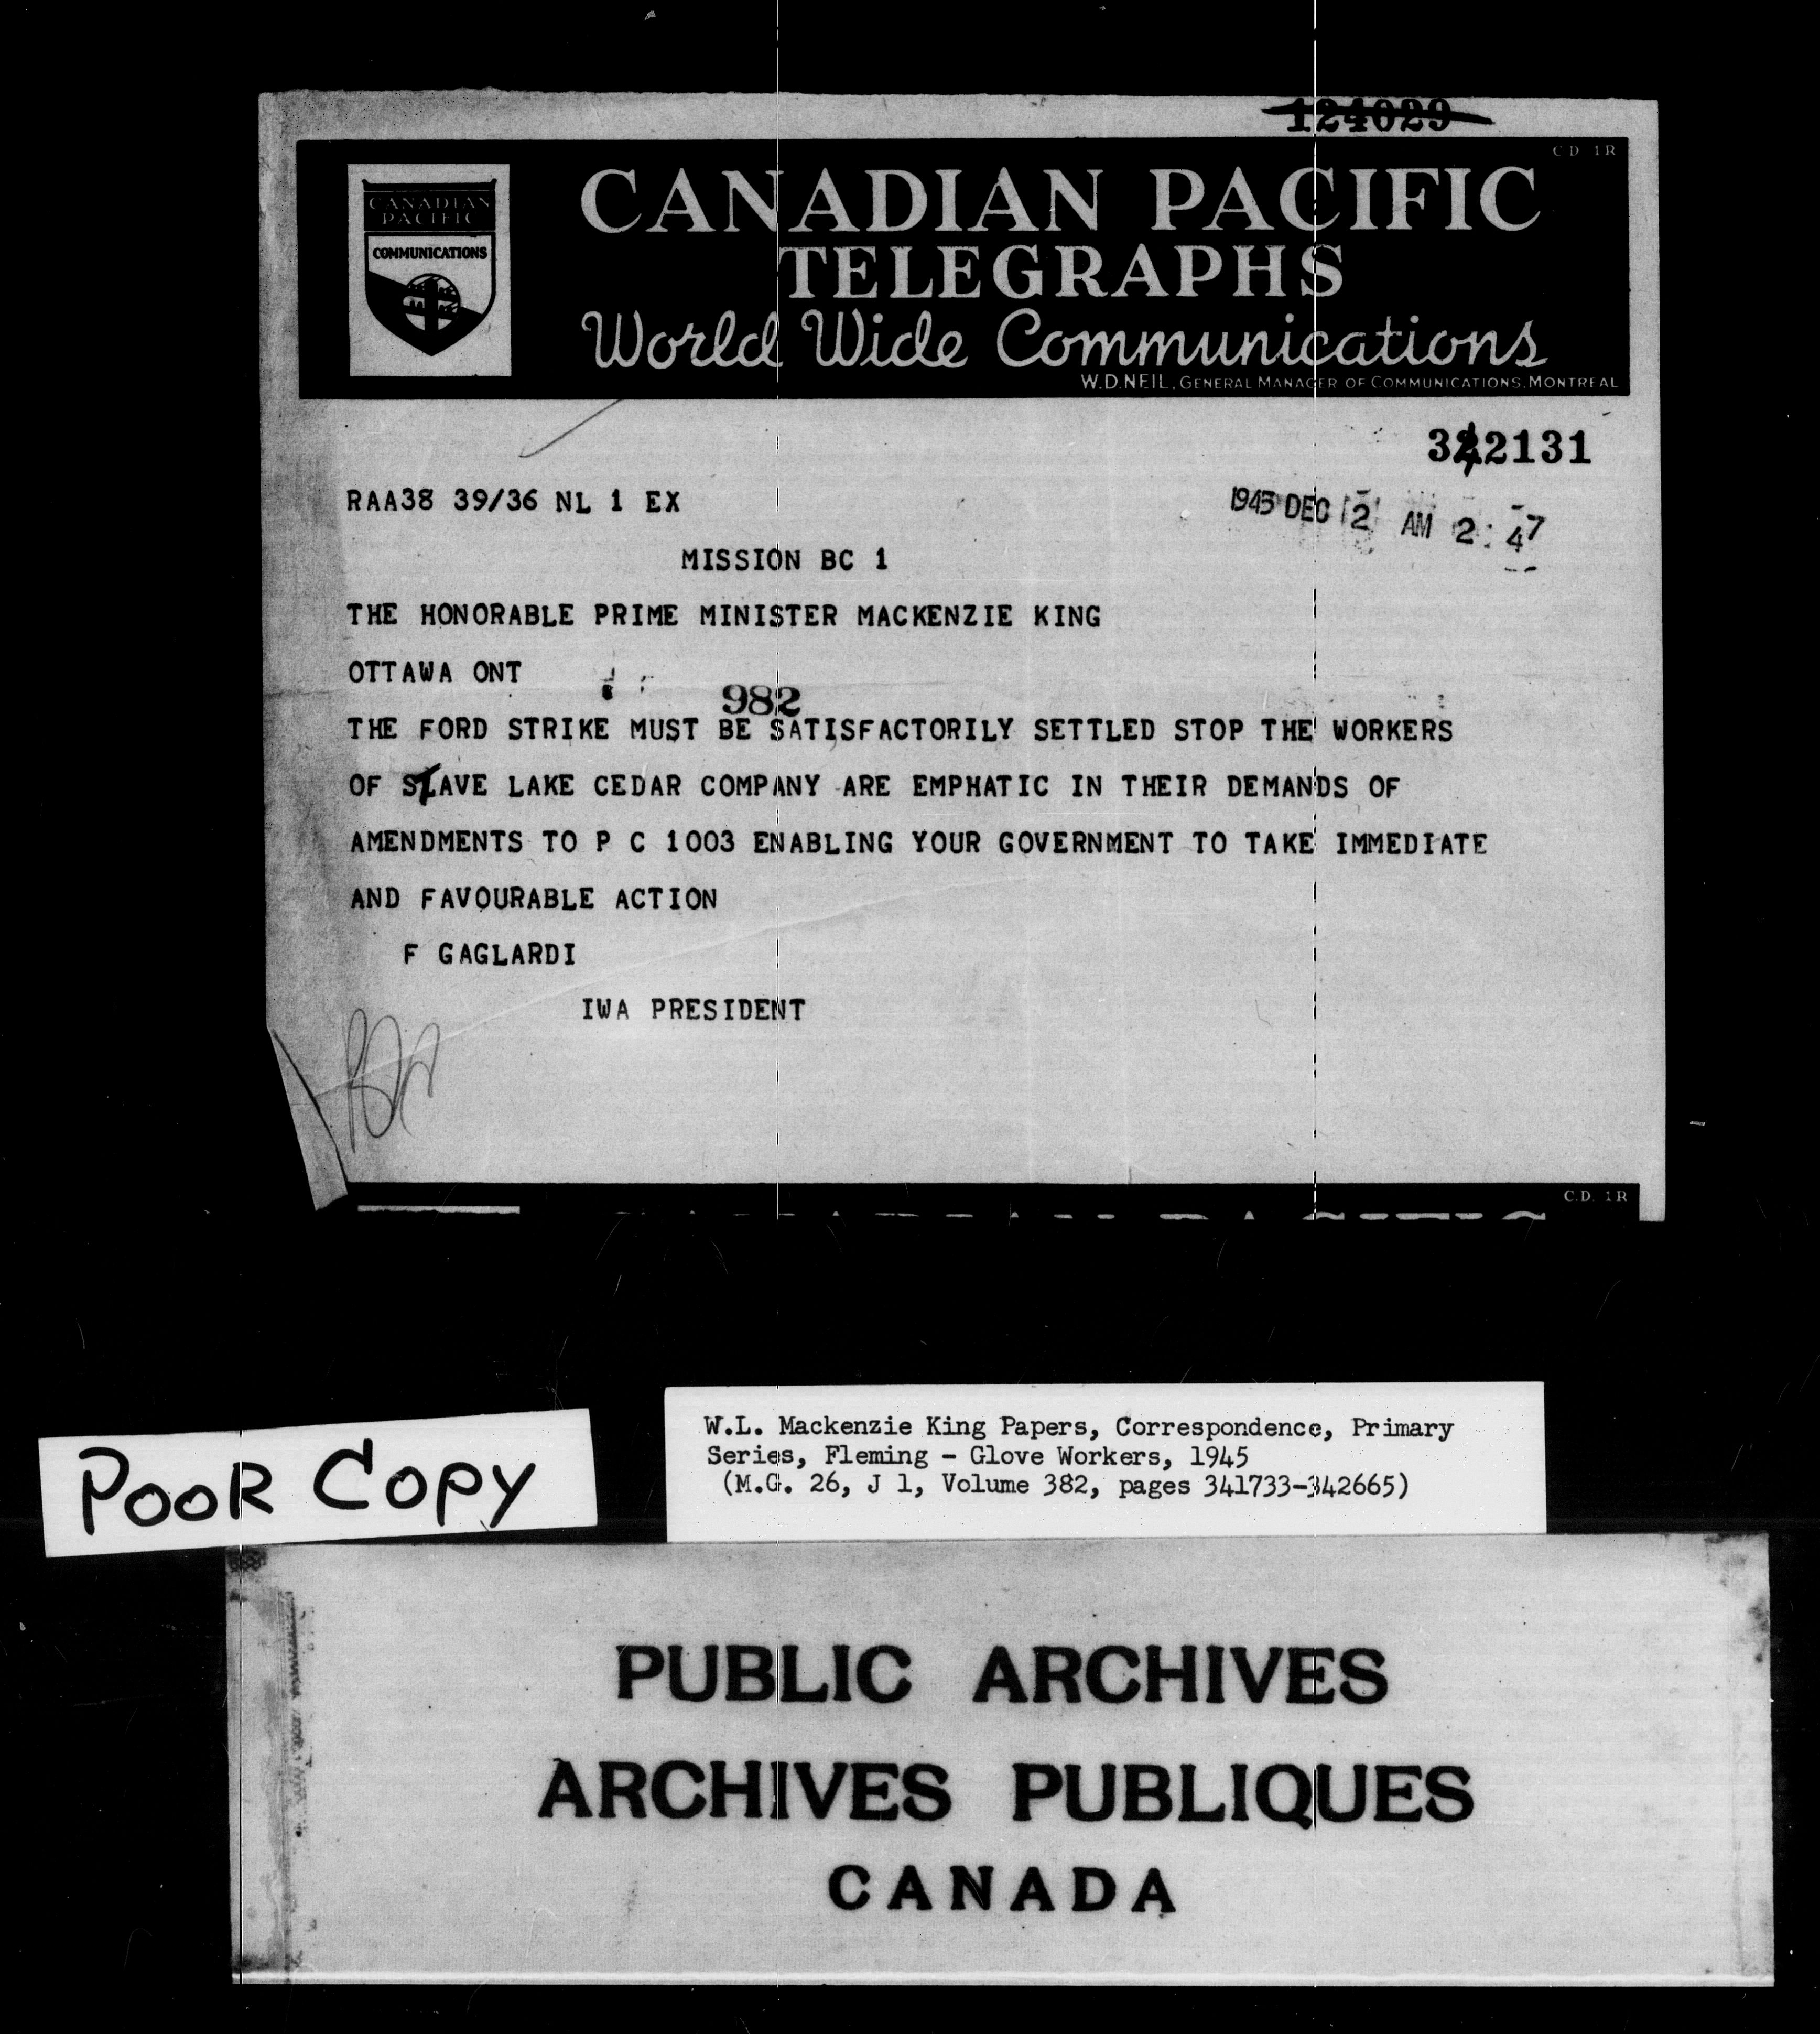 124029
C D 1R
CANADIAN
PACIFIC
COMMUNICATIONS
CANADIAN PACIFIC
TELEGRAPHS
World Wide Communications
W.D.NEIL, GENERAL MANAGER OF COMMUNICATIONS, MONTREAL
342131
RAA38 39/36 NL 1 EX
1945 DEC 2 AM 2:47
MISSION BC 1
THE HONORABLE PRIME MINISTER MACKENZIE KING
OTTAWA ONT
982
THE FORD STRIKE MUST BE SATISFACTORILY SETTLED STOP THE WORKERS
OF STAVE LAKE CEDAR COMPANY ARE EMPHATIC IN THEIR DEMANDS OF
AMENDMENTS TO P C 1003 ENABLING YOUR GOVERNMENT TO TAKE IMMEDIATE
AND FAVOURABLE ACTION
F GAGLARDI
IWA PRESIDENT
C.D. 1R
POOR COPY
W.L. Mackenzie King Papers, Correspondence, Primary
Series, Fleming - Glove Workers, 1945
(M.G. 26, J 1, Volume 382, pages 341733-342665)
PUBLIC ARCHIVES
ARCHIVES PUBLIQUES
CANADA